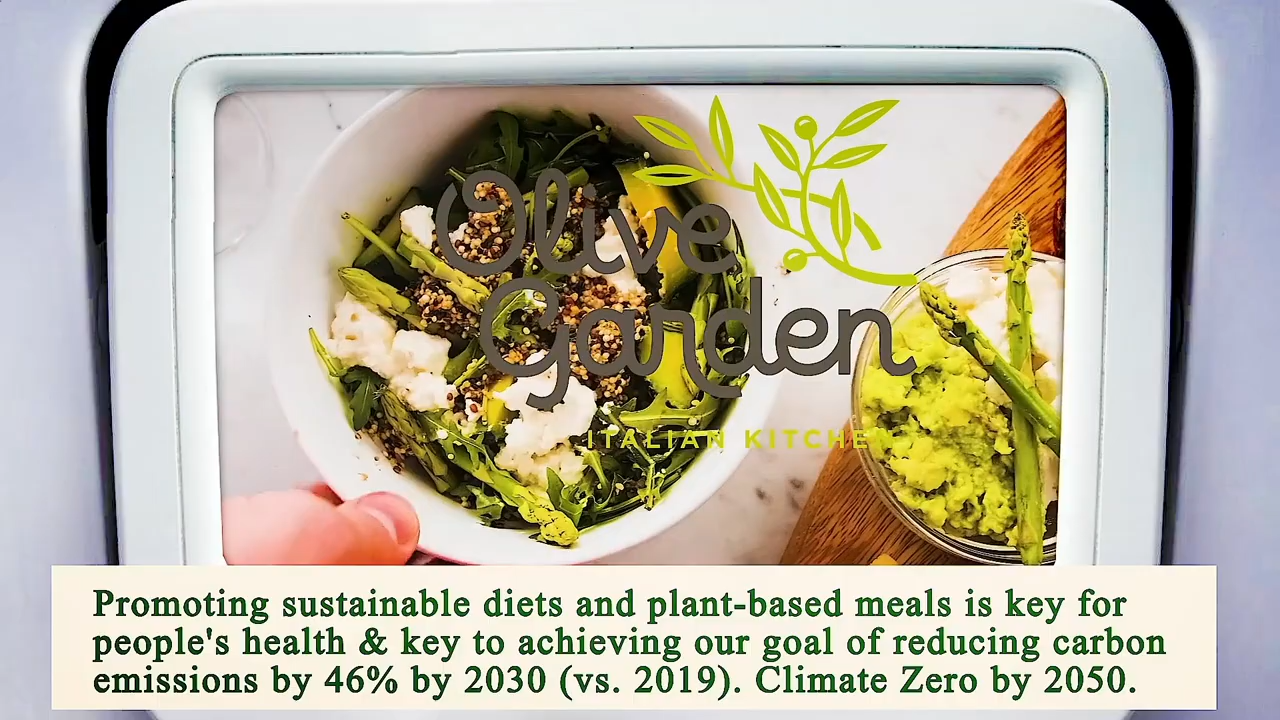 Olive
Garden
ITALIAN KITCHEN
Promoting sustainable diets and plant-based meals is key for
people's health & key to achieving our goal of reducing carbon
emissions by 46% by 2030 (vs. 2019). Climate Zero by 2050.